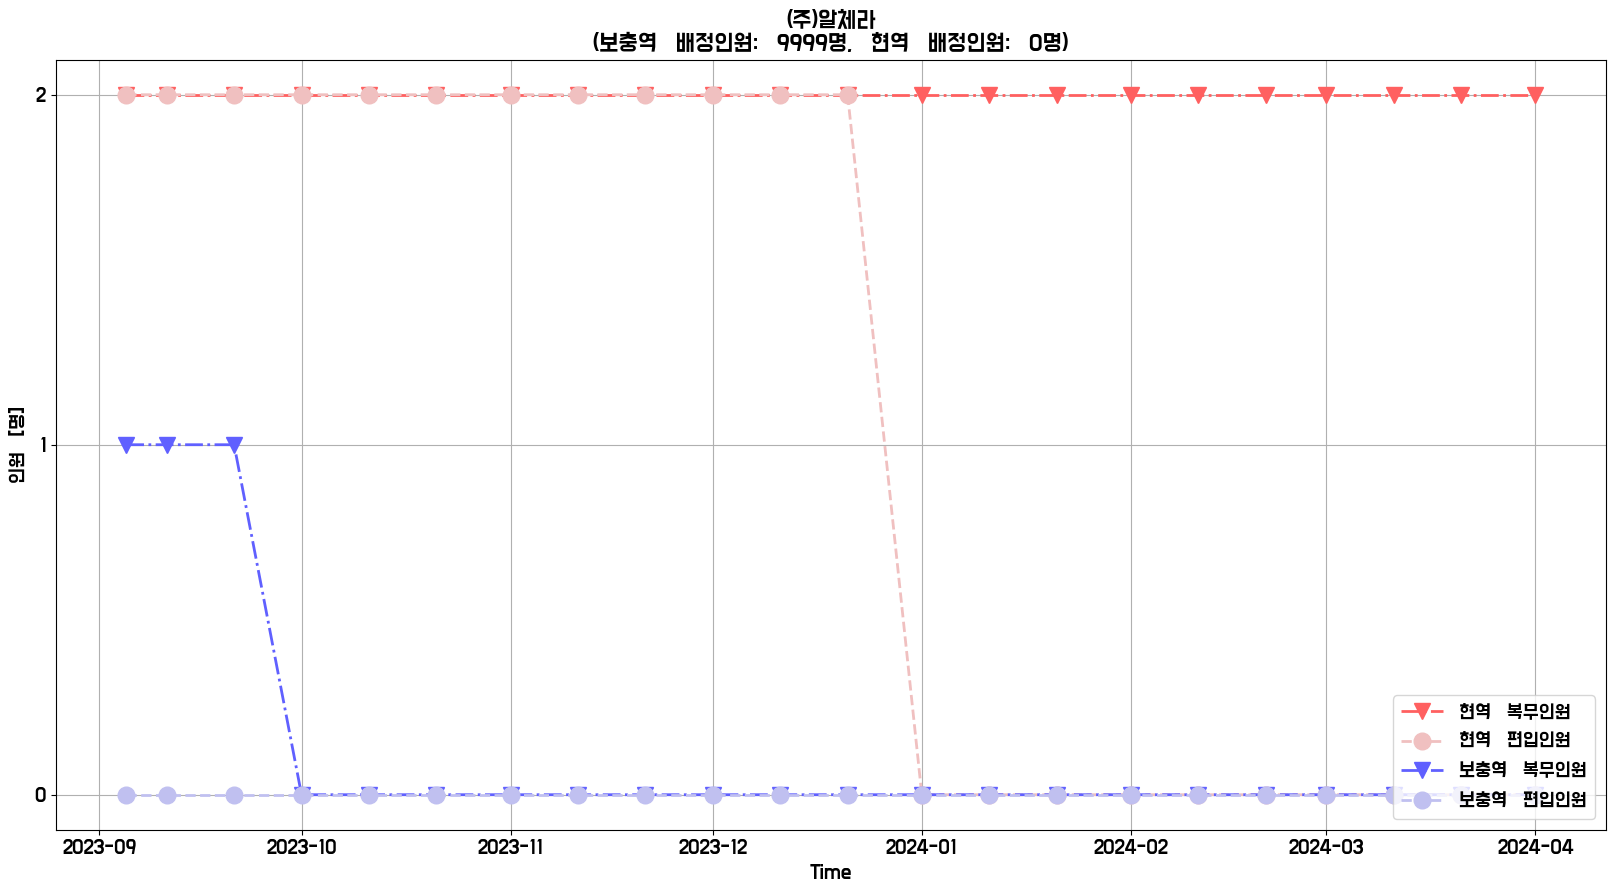 (주)알체라
(보충역 배정인원: 9999명, 현역 배정인원: 0명)
인원 [명]
2
1
0
2023-09 2023-10 2023-11 2023-12 2024-01 2024-02 2024-03 2024-04
Time
현역 복무인원
현역 편입인원
보충역 복무인원
보충역 편입인원